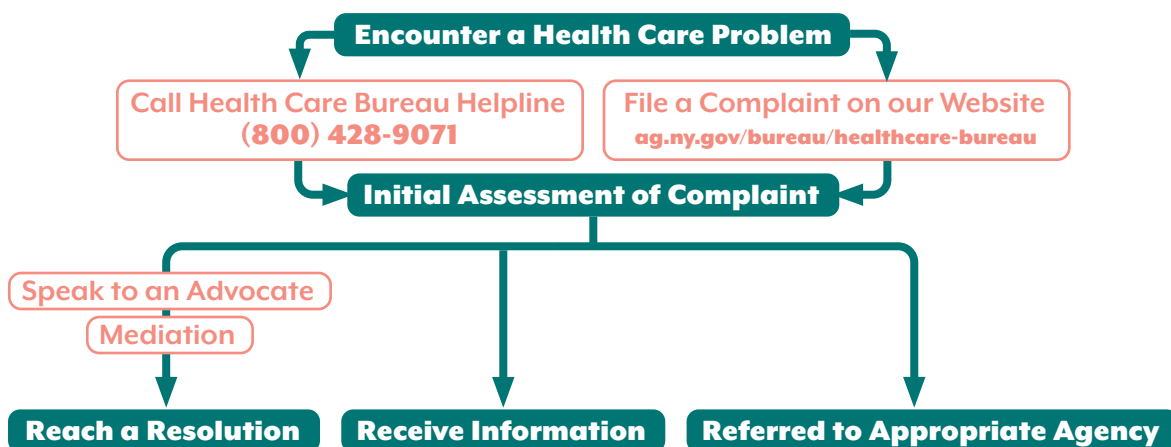 Encounter a Health Care Problem
Call Health Care Bureau Helpline
(800) 428-9071
File a Complaint on our Website
ag.ny.gov/bureau/healthcare-bureau
Initial Assessment of Complaint
Speak to an Advocate
Mediation
Reach a Resolution
Receive Information
Referred to Appropriate Agency